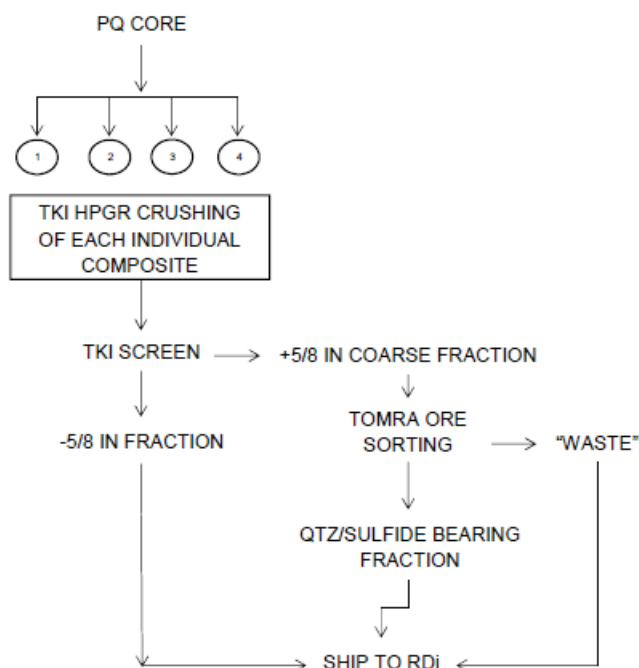 PQ CORE
1 2 3 4
TKI HPGR CRUSHING
OF EACH INDIVIDUAL
COMPOSITE
TKI SCREEN
+5/8 IN COARSE FRACTION
-5/8 IN FRACTION
TOMRA ORE
SORTING
“WASTE”
QTZ/SULFIDE BEARING
FRACTION
SHIP TO RDi